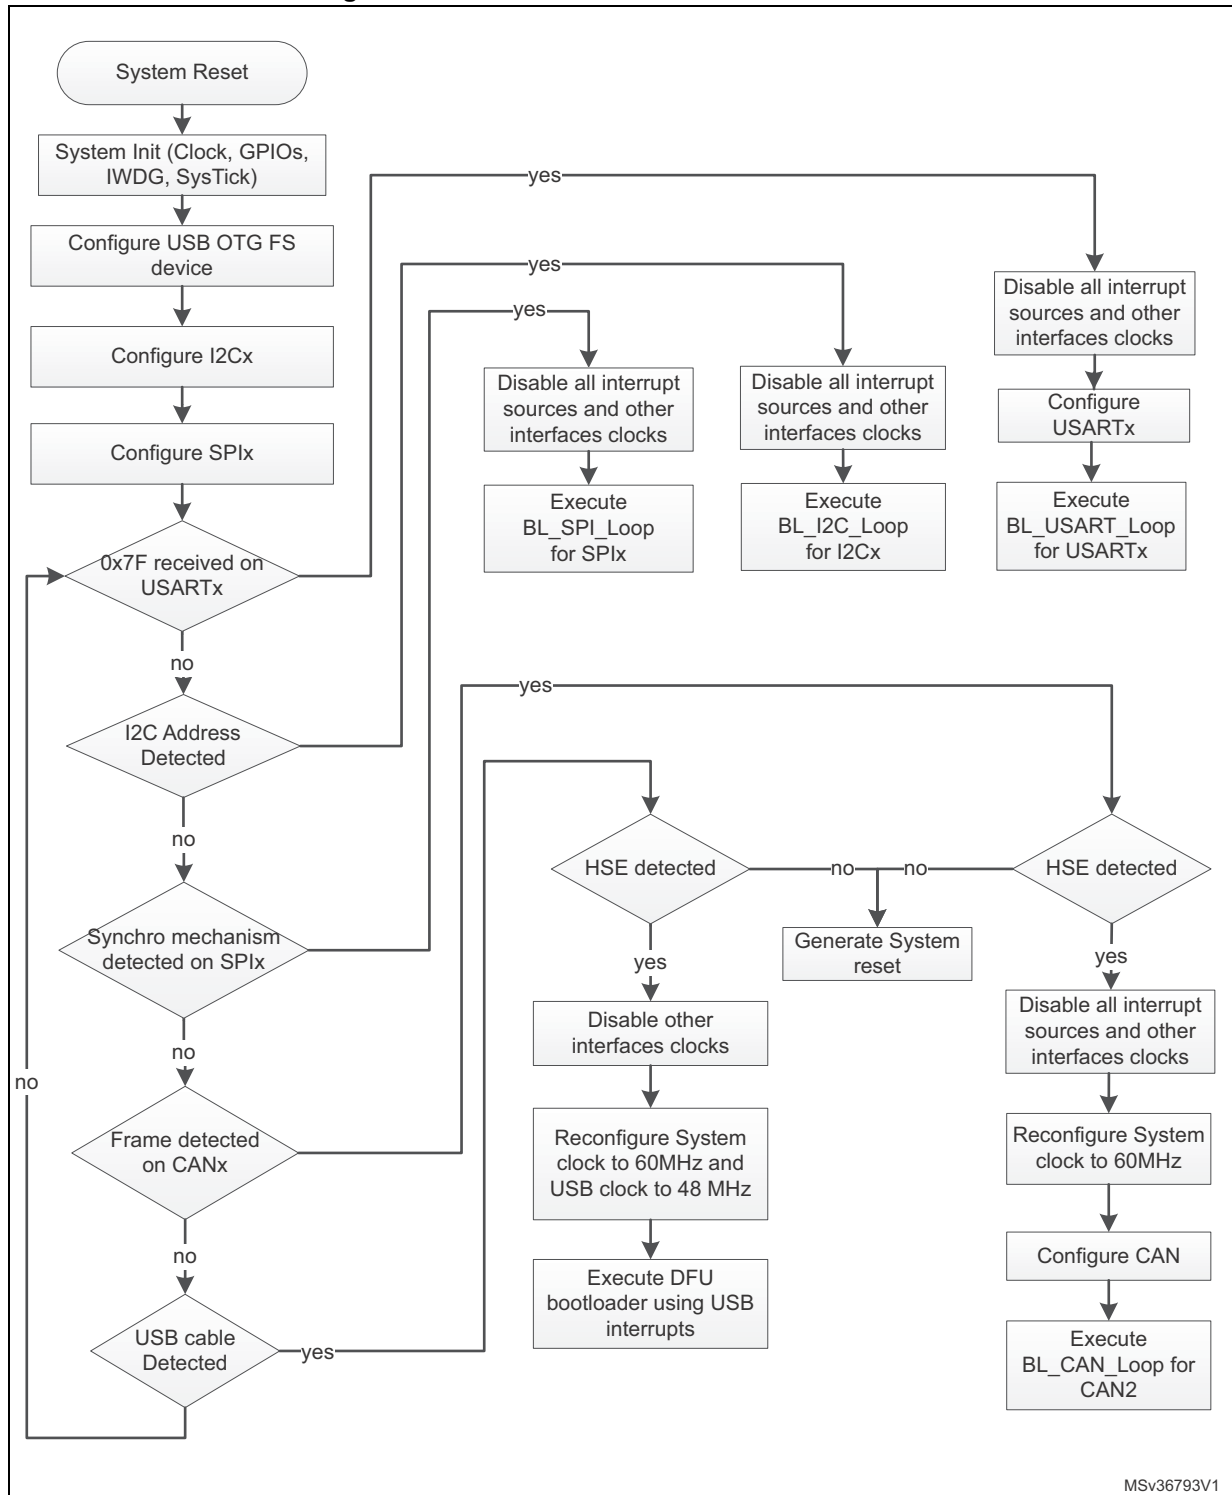 System Reset
System Init (Clock, GPIOs,
IWDG, SysTick)
Configure USB OTG FS
device
Configure I2Cx
Configure SPIx
0x7F received on
USARTx
no
I2C Address
Detected
no
Synchro mechanism
detected on SPIx
no
Frame detected
on CANx
no
USB cable
Detected
no
yes
yes
yes
Disable all interrupt
sources and other
interfaces clocks
Execute
BL_SPI_Loop
for SPIx
Disable all interrupt
sources and other
interfaces clocks
Execute
BL_I2C_Loop
for I2Cx
Disable all interrupt
sources and other
interfaces clocks
Configure
USARTx
Execute
BL_USART_Loop
for USARTx
yes
yes
HSE detected
no
no
HSE detected
Generate System
reset
yes
Disable other
interfaces clocks
Reconfigure System
clock to 60MHz and
USB clock to 48 MHz
Execute DFU
bootloader using USB
interrupts
yes
Disable all interrupt
sources and other
interfaces clocks
Reconfigure System
clock to 60MHz
Configure CAN
Execute
BL_CAN_Loop for
CAN2
MSv36793V1